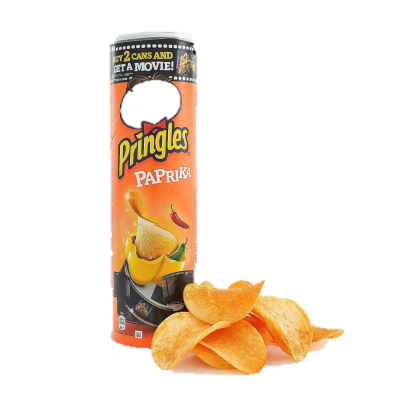 BUY 2 CANS AND
GET A MOVIE!
Pringles
PAPRIKA